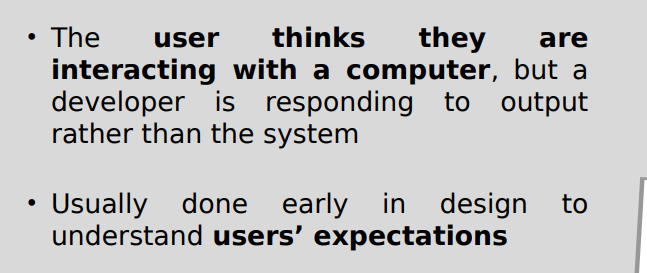 • The user thinks they are
interacting with a computer, but a
developer is responding to output
rather than the system
• Usually done early in design to
understand users’ expectations